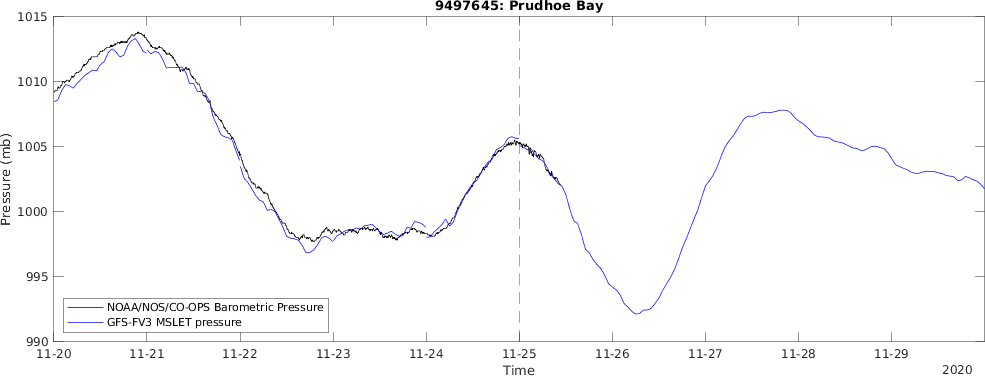 9497645: Prudhoe Bay
1015
1010
1005
1000
995
990
Pressure (mb)
NOAA/NOS/CO-OPS Barometric Pressure
GFS-FV3 MSLET pressure
11-20 11-21 11-22 11-23 11-24 11-25 11-26 11-27 11-28 11-29
Time
2020